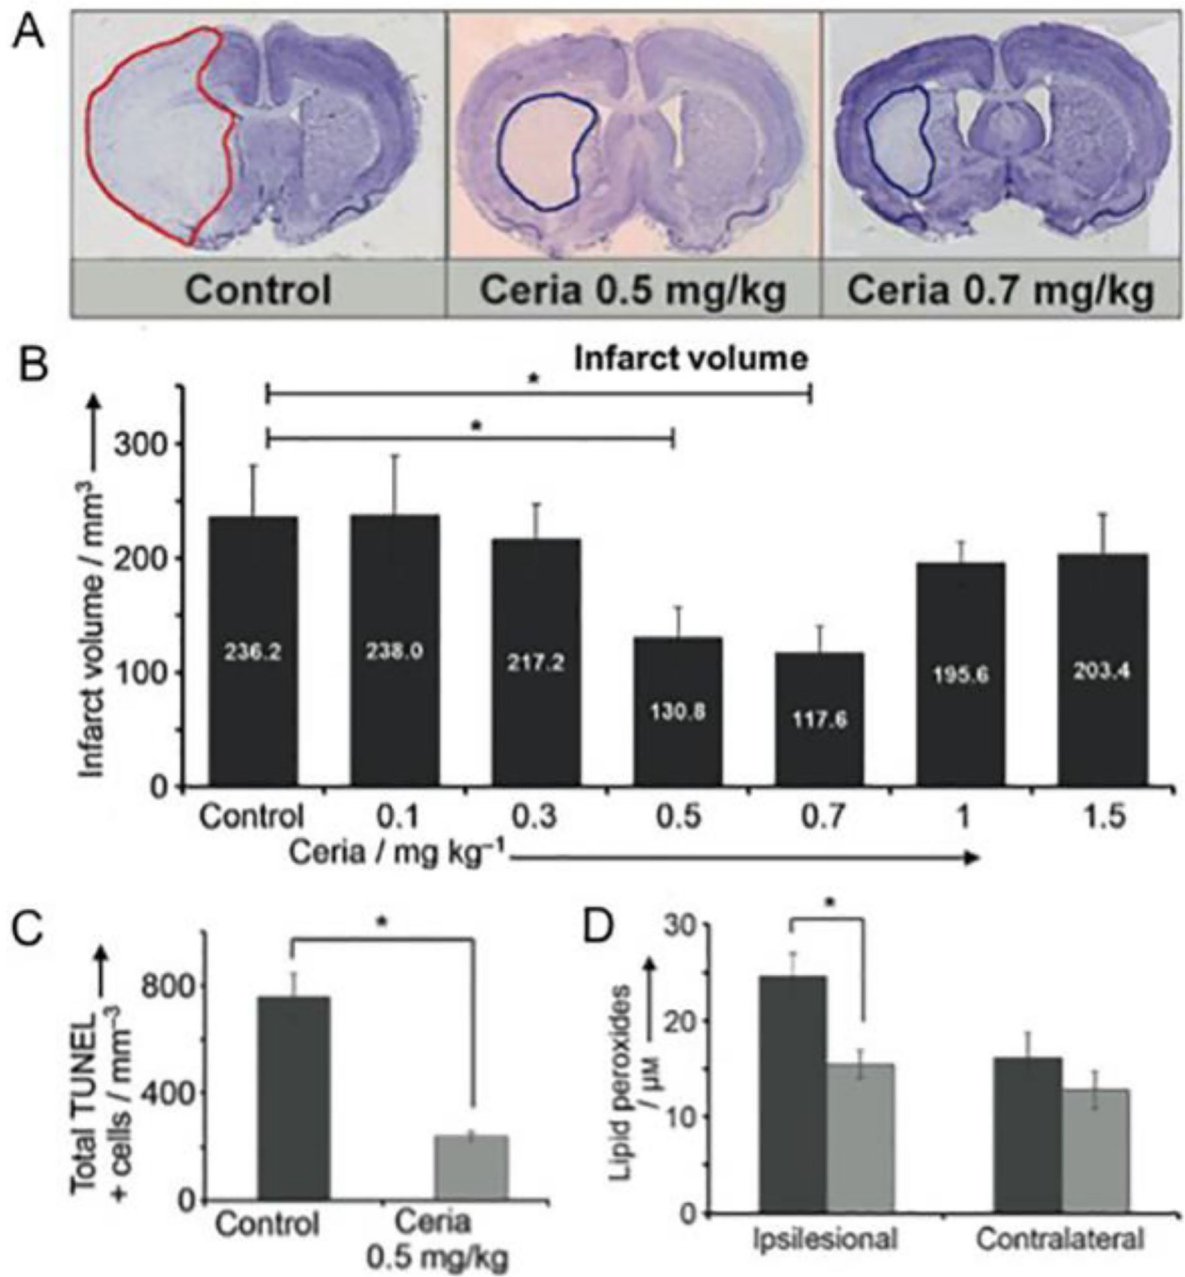 A
Control
Ceria 0.5 mg/kg
Ceria 0.7 mg/kg
B
Infarct volume
*
*
Infarct volume / mm³
300
200
100
0
236.2
238.0
217.2
130.8
117.6
195.6
203.4
Control
0.1
0.3
0.5
0.7
1
1.5
Ceria / mg kg⁻¹
C
*
Total TUNEL
+ cells / mm⁻³
800
400
0
Control
Ceria
0.5 mg/kg
D
*
Lipid peroxides
/ µM
30
20
10
0
Ipsilesional
Contralateral